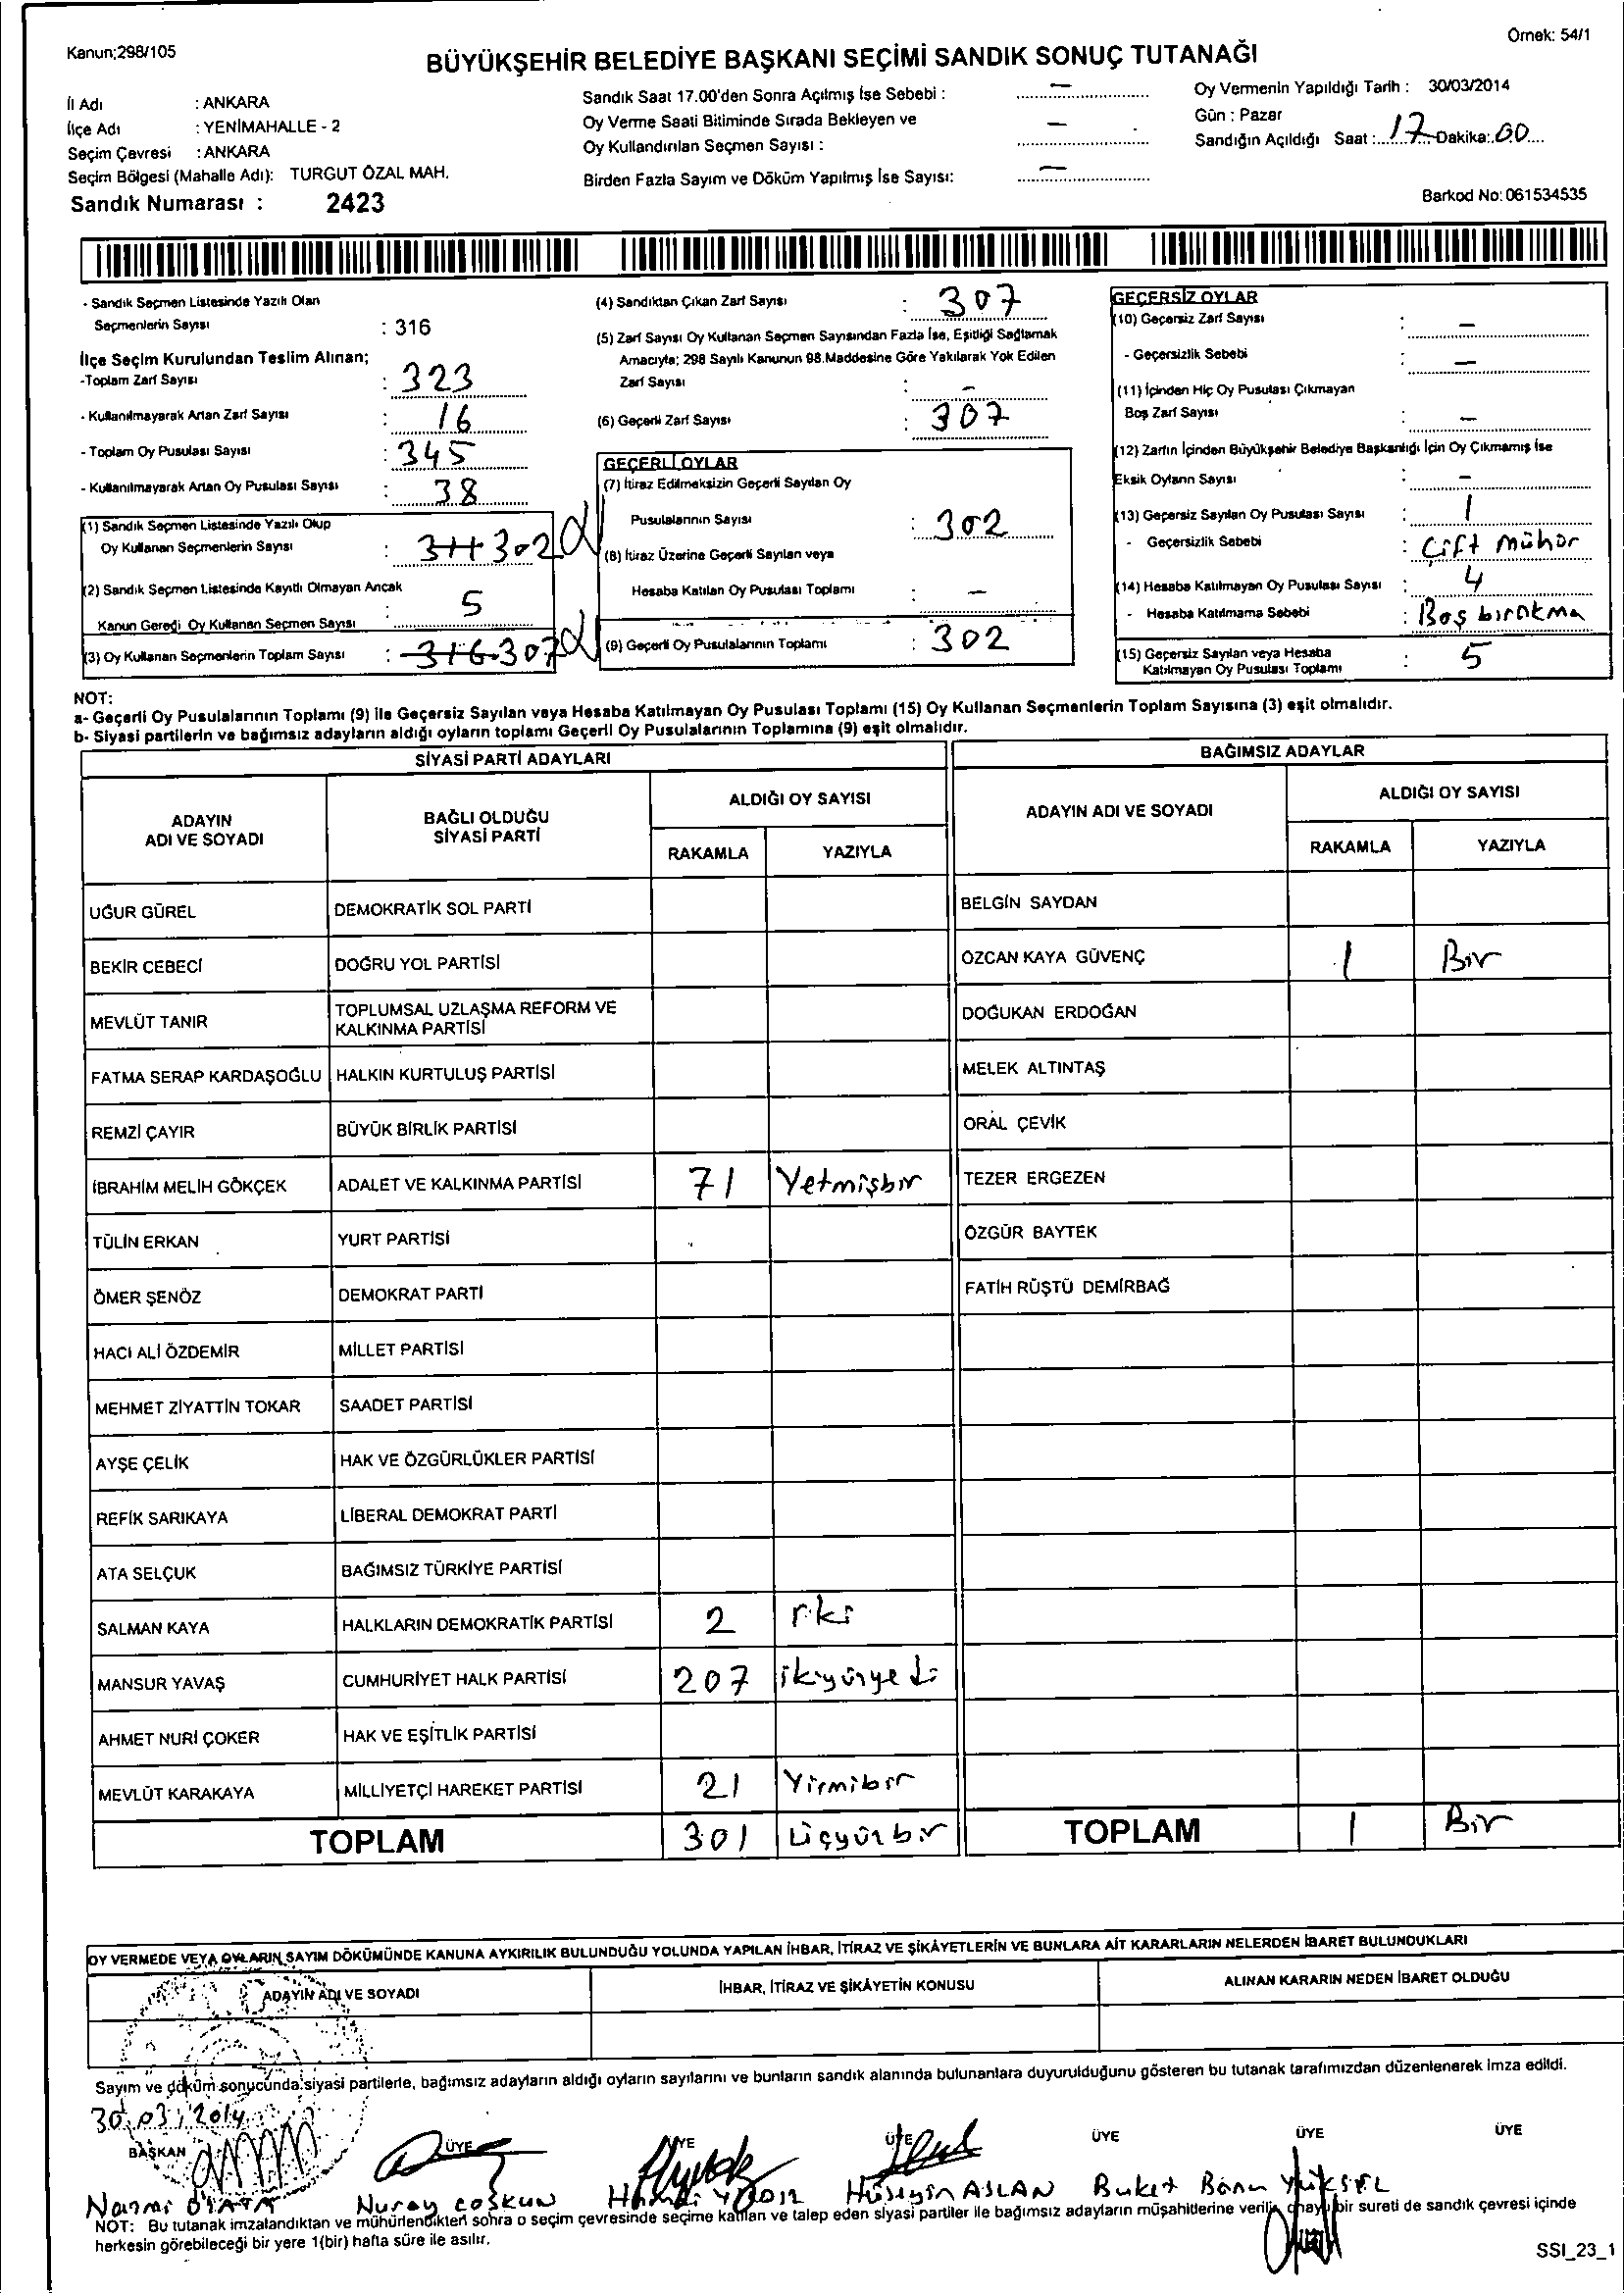 Kanun;298/105
Örnek: 54/1
BÜYÜKŞEHİR BELEDİYE BAŞKANI SEÇİMİ SANDIK SONUÇ TUTANAĞI
İl Adı : ANKARA
İlçe Adı : YENİMAHALLE - 2
Seçim Çevresi : ANKARA
Seçim Bölgesi (Mahalle Adı): TURGUT ÖZAL MAH.
Sandık Numarası : 2423
Sandık Saat 17.00'den Sonra Açılmış İse Sebebi : —
Oy Verme Saati Bitiminde Sırada Bekleyen ve
Oy Kullandırılan Seçmen Sayısı : —
Birden Fazla Sayım ve Döküm Yapılmış İse Sayısı: —
Oy Vermenin Yapıldığı Tarih : 30/03/2014
Gün : Pazar
Sandığın Açıldığı Saat : 17 Dakika: 00
Barkod No: 061534535
- Sandık Seçmen Listesinde Yazılı Olan
Seçmenlerin Sayısı : 316
İlçe Seçim Kurulundan Teslim Alınan;
-Toplam Zarf Sayısı : 323
- Kullanılmayarak Artan Zarf Sayısı : 16
- Toplam Oy Pusulası Sayısı : 345
- Kullanılmayarak Artan Oy Pusulası Sayısı : 38
(1) Sandık Seçmen Listesinde Yazılı Olup
Oy Kullanan Seçmenlerin Sayısı : 311 302
(2) Sandık Seçmen Listesinde Kayıtlı Olmayan Ancak
Kanun Gereği Oy Kullanan Seçmen Sayısı : 5
(3) Oy Kullanan Seçmenlerin Toplam Sayısı : 316 307
(4) Sandıktan Çıkan Zarf Sayısı : 307
(5) Zarf Sayısı Oy Kullanan Seçmen Sayısından Fazla İse, Eşitliği Sağlamak
Amacıyla; 298 Sayılı Kanunun 98.Maddesine Göre Yakılarak Yok Edilen
Zarf Sayısı : -
(6) Geçerli Zarf Sayısı : 307
GEÇERLİ OYLAR
(7) İtiraz Edilmeksizin Geçerli Sayılan Oy
Pusulalarının Sayısı : 302
(8) İtiraz Üzerine Geçerli Sayılan veya
Hesaba Katılan Oy Pusulası Toplamı : -
(9) Geçerli Oy Pusulalarının Toplamı : 302
GEÇERSİZ OYLAR
(10) Geçersiz Zarf Sayısı : -
- Geçersizlik Sebebi : -
(11) İçinden Hiç Oy Pusulası Çıkmayan
Boş Zarf Sayısı : -
(12) Zarfın İçinden Büyükşehir Belediye Başkanlığı İçin Oy Çıkmamış İse
Eksik Oyların Sayısı : -
(13) Geçersiz Sayılan Oy Pusulası Sayısı : 1
- Geçersizlik Sebebi : Çift mühür
(14) Hesaba Katılmayan Oy Pusulası Sayısı : 4
- Hesaba Katılmama Sebebi : Boş bırakma
(15) Geçersiz Sayılan veya Hesaba
Katılmayan Oy Pusulası Toplamı : 5
NOT:
a- Geçerli Oy Pusulalarının Toplamı (9) ile Geçersiz Sayılan veya Hesaba Katılmayan Oy Pusulası Toplamı (15) Oy Kullanan Seçmenlerin Toplam Sayısına (3) eşit olmalıdır.
b- Siyasi partilerin ve bağımsız adayların aldığı oyların toplamı Geçerli Oy Pusulalarının Toplamına (9) eşit olmalıdır.
SİYASİ PARTİ ADAYLARI
ADAYIN ADI VE SOYADI BAĞLI OLDUĞU SİYASİ PARTİ ALDIĞI OY SAYISI
RAKAMLA YAZIYLA
UĞUR GÜREL DEMOKRATİK SOL PARTİ
BEKİR CEBECİ DOĞRU YOL PARTİSİ
MEVLÜT TANIR TOPLUMSAL UZLAŞMA REFORM VE KALKINMA PARTİSİ
FATMA SERAP KARDAŞOĞLU HALKIN KURTULUŞ PARTİSİ
REMZİ ÇAYIR BÜYÜK BİRLİK PARTİSİ
İBRAHİM MELİH GÖKÇEK ADALET VE KALKINMA PARTİSİ 71 Yetmişbir
TÜLİN ERKAN YURT PARTİSİ
ÖMER ŞENÖZ DEMOKRAT PARTİ
HACI ALİ ÖZDEMİR MİLLET PARTİSİ
MEHMET ZİYATTİN TOKAR SAADET PARTİSİ
AYŞE ÇELİK HAK VE ÖZGÜRLÜKLER PARTİSİ
REFİK SARIKAYA LİBERAL DEMOKRAT PARTİ
ATA SELÇUK BAĞIMSIZ TÜRKİYE PARTİSİ
SALMAN KAYA HALKLARIN DEMOKRATİK PARTİSİ 2 iki
MANSUR YAVAŞ CUMHURİYET HALK PARTİSİ 207 ikiyüzyedi
AHMET NURİ ÇOKER HAK VE EŞİTLİK PARTİSİ
MEVLÜT KARAKAYA MİLLİYETÇİ HAREKET PARTİSİ 21 Yirmibir
TOPLAM 301 Üçyüzbir
BAĞIMSIZ ADAYLAR
ADAYIN ADI VE SOYADI ALDIĞI OY SAYISI
RAKAMLA YAZIYLA
BELGİN SAYDAN
ÖZCAN KAYA GÜVENÇ 1 Bir
DOĞUKAN ERDOĞAN
MELEK ALTINTAŞ
ORAL ÇEVİK
TEZER ERGEZEN
ÖZGÜR BAYTEK
FATİH RÜŞTÜ DEMİRBAĞ
TOPLAM 1 Bir
OY VERMEDE VEYA OYLARIN SAYIM DÖKÜMÜNDE KANUNA AYKIRILIK BULUNDUĞU YOLUNDA YAPILAN İHBAR, İTİRAZ VE ŞİKÂYETLERİN VE BUNLARA AİT KARARLARIN NELERDEN İBARET BULUNDUKLARI
ADAYIN ADI VE SOYADI İHBAR, İTİRAZ VE ŞİKÂYETİN KONUSU ALINAN KARARIN NEDEN İBARET OLDUĞU
Sayım ve döküm sonucunda siyasi partilerle, bağımsız adayların aldığı oyların sayılarını ve bunların sandık alanında bulunanlara duyurulduğunu gösteren bu tutanak tarafımızdan düzenlenerek imza edildi.
30/03/2014
BAŞKAN ÜYE ÜYE ÜYE ÜYE ÜYE ÜYE
Nazmi Nuray COŞKUN Hamdi YILDIZ Hüseyin ASLAN Buket Banu YÜKSEL
NOT: Bu tutanak imzalandıktan ve mühürlendikten sonra o seçim çevresinde seçime katılan ve talep eden siyasi partiler ile bağımsız adayların müşahitlerine verilir, onaylı bir sureti de sandık çevresi içinde
herkesin görebileceği bir yere 1(bir) hafta süre ile asılır.
SSI_23_1